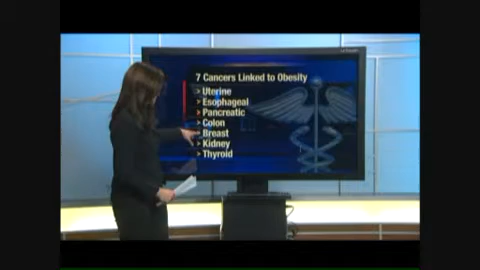 7 Cancers Linked to Obesity
> Uterine
> Esophageal
> Pancreatic
> Colon
> Breast
> Kidney
> Thyroid